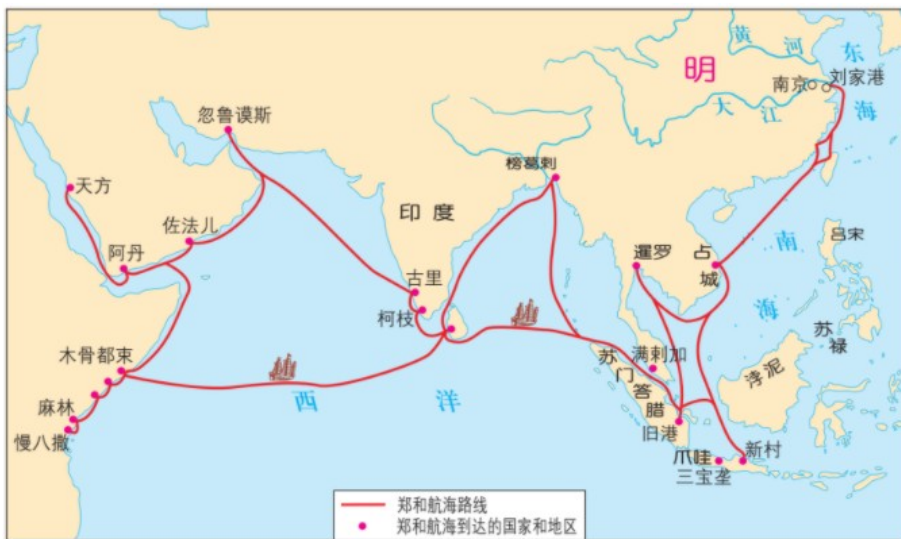 黄河
东海
明
南京
刘家港
大江
忽鲁谟斯
榜葛剌
天方
印度
佐法儿
阿丹
暹罗
占城
南海
吕宋
古里
柯枝
苏禄
木骨都束
满剌加
苏门答腊
浡泥
麻林
西洋
旧港
慢八撒
爪哇
新村
三宝垄
郑和航海路线
郑和航海到达的国家和地区